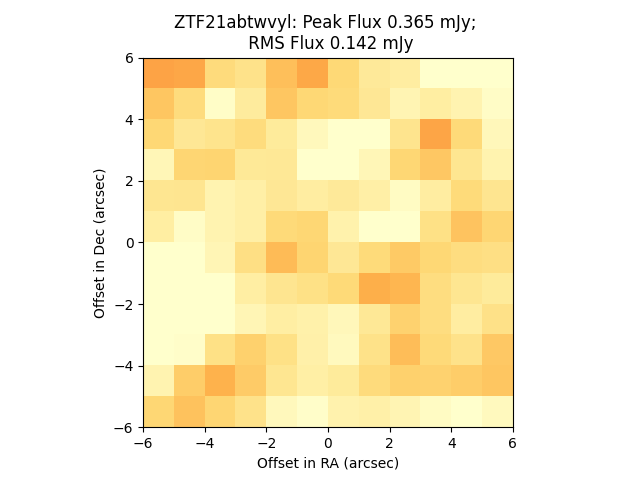 ZTF21abtwvyl: Peak Flux 0.365 mJy;
RMS Flux 0.142 mJy
6
4
2
0
−2
−4
−6
Offset in Dec (arcsec)
−6 −4 −2 0 2 4 6
Offset in RA (arcsec)